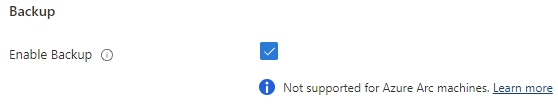 Backup
Enable Backup
Not supported for Azure Arc machines. Learn more